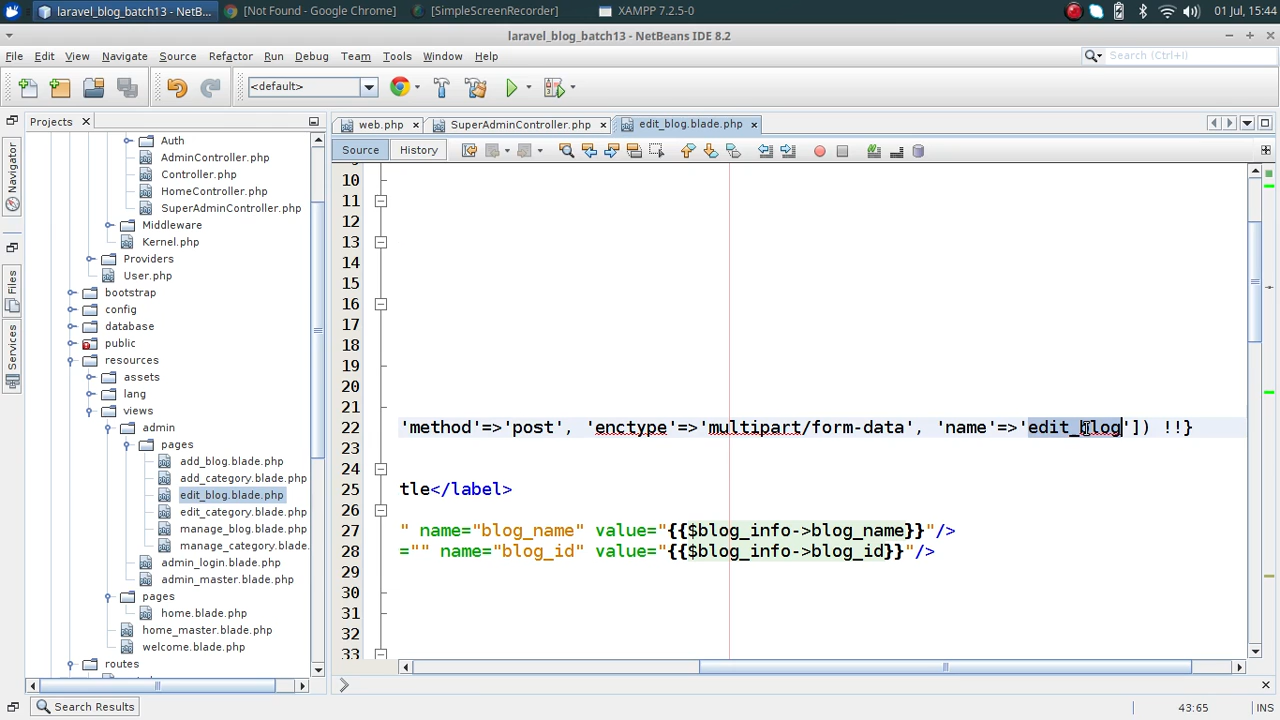 laravel_blog_batch13 - NetB...
[Not Found - Google Chrome]
[SimpleScreenRecorder]
XAMPP 7.2.5-0
01 Jul, 15:44
laravel_blog_batch13 - NetBeans IDE 8.2
File Edit View Navigate Source Refactor Run Debug Team Tools Window Help
Search (Ctrl+I)
<default>
Projects
web.php
SuperAdminController.php
edit_blog.blade.php
Source
History
Navigator
Files
Services
Auth
AdminController.php
Controller.php
HomeController.php
SuperAdminController.php
Middleware
Kernel.php
Providers
User.php
bootstrap
config
database
public
resources
assets
lang
views
admin
pages
add_blog.blade.php
add_category.blade.php
edit_blog.blade.php
edit_category.blade.php
manage_blog.blade.php
manage_category.blade.
admin_login.blade.php
admin_master.blade.php
pages
home.blade.php
home_master.blade.php
welcome.blade.php
routes
10
11
12
13
14
15
16
17
18
19
20
21
22 'method'=>'post', 'enctype'=>'multipart/form-data', 'name'=>'edit_blog']) !!}
23
24
25 tle</label>
26
27 " name="blog_name" value="{{$blog_info->blog_name}}"/>
28 ="" name="blog_id" value="{{$blog_info->blog_id}}"/>
29
30
31
32
33
Search Results
43:65
INS